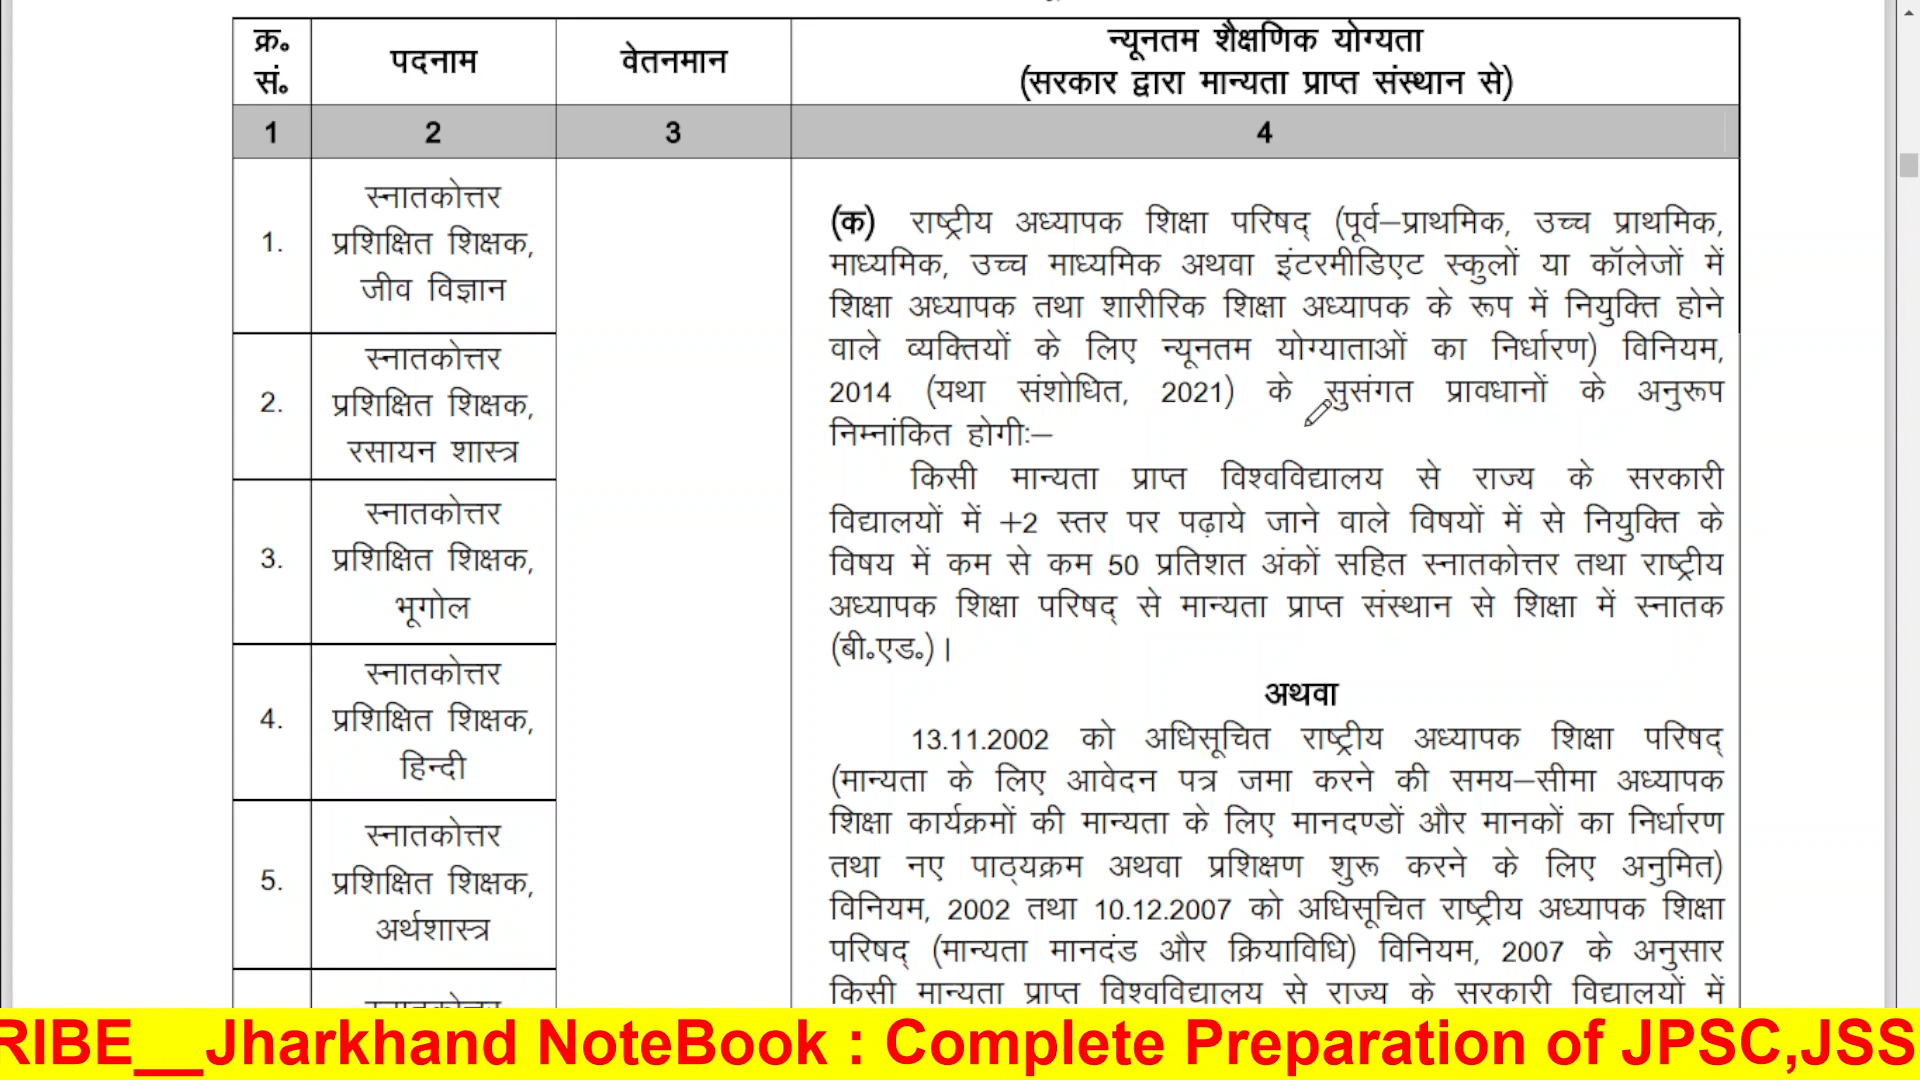 क्र॰ सं॰
पदनाम
वेतनमान
न्यूनतम शैक्षणिक योग्यता
(सरकार द्वारा मान्यता प्राप्त संस्थान से)
1
2
3
4
1.
स्नातकोत्तर
प्रशिक्षित शिक्षक,
जीव विज्ञान
2.
स्नातकोत्तर
प्रशिक्षित शिक्षक,
रसायन शास्त्र
3.
स्नातकोत्तर
प्रशिक्षित शिक्षक,
भूगोल
4.
स्नातकोत्तर
प्रशिक्षित शिक्षक,
हिन्दी
5.
स्नातकोत्तर
प्रशिक्षित शिक्षक,
अर्थशास्त्र
(क) राष्ट्रीय अध्यापक शिक्षा परिषद् (पूर्व–प्राथमिक, उच्च प्राथमिक,
माध्यमिक, उच्च माध्यमिक अथवा इंटरमीडिएट स्कुलों या कॉलेजों में
शिक्षा अध्यापक तथा शारीरिक शिक्षा अध्यापक के रूप में नियुक्ति होने
वाले व्यक्तियों के लिए न्यूनतम योग्याताओं का निर्धारण) विनियम,
2014 (यथा संशोधित, 2021) के सुसंगत प्रावधानों के अनुरूप
निम्नांकित होगीः–
किसी मान्यता प्राप्त विश्वविद्यालय से राज्य के सरकारी
विद्यालयों में +2 स्तर पर पढ़ाये जाने वाले विषयों में से नियुक्ति के
विषय में कम से कम 50 प्रतिशत अंकों सहित स्नातकोत्तर तथा राष्ट्रीय
अध्यापक शिक्षा परिषद् से मान्यता प्राप्त संस्थान से शिक्षा में स्नातक
(बी॰एड॰)।
अथवा
13.11.2002 को अधिसूचित राष्ट्रीय अध्यापक शिक्षा परिषद्
(मान्यता के लिए आवेदन पत्र जमा करने की समय–सीमा अध्यापक
शिक्षा कार्यक्रमों की मान्यता के लिए मानदण्डों और मानकों का निर्धारण
तथा नए पाठ्यक्रम अथवा प्रशिक्षण शुरू करने के लिए अनुमित)
विनियम, 2002 तथा 10.12.2007 को अधिसूचित राष्ट्रीय अध्यापक शिक्षा
परिषद् (मान्यता मानदंड और क्रियाविधि) विनियम, 2007 के अनुसार
किसी मान्यता प्राप्त विश्वविद्यालय से राज्य के सरकारी विद्यालयों में
RIBE__Jharkhand NoteBook : Complete Preparation of JPSC,JSS